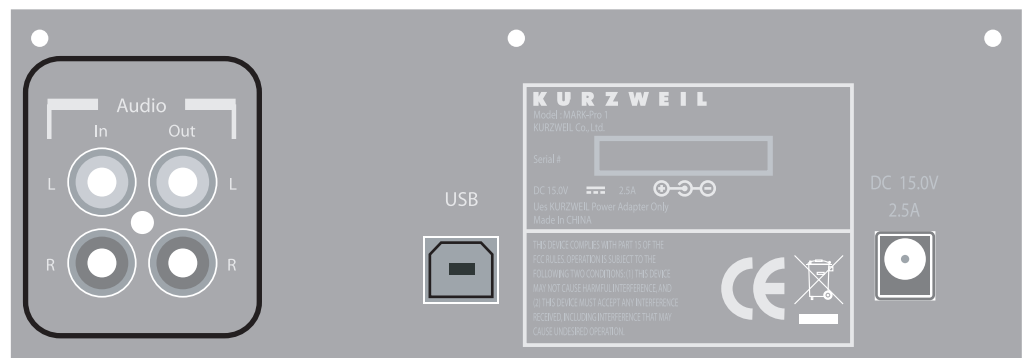 Audio
In Out
L L
R R
USB
KURZWEIL
Model : MARK-Pro 1
KURZWEIL Co., Ltd.
Serial #
DC 15.0V 2.5A
Ues KURZWEIL Power Adapter Only
Made In CHINA
THIS DEVICE COMPLIES WITH PART 15 OF THE
FCC RULES. OPERATION IS SUBJECT TO THE
FOLLOWING TWO CONDITIONS: (1) THIS DEVICE
MAY NOT CAUSE HARMFUL INTERFERENCE, AND
(2) THIS DEVICE MUST ACCEPT ANY INTERFERENCE
RECEIVED, INCLUDING INTERFERENCE THAT MAY
CAUSE UNDESIRED OPERATION.
CE
DC 15.0V
2.5A